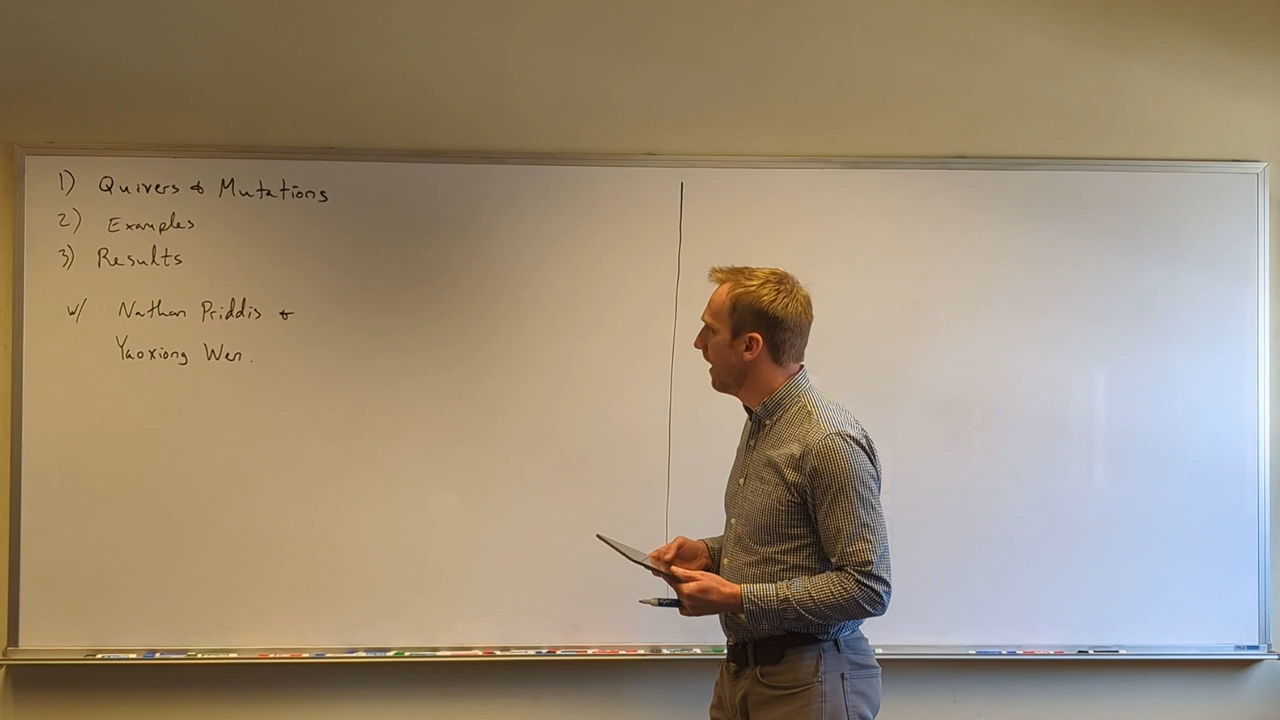 1) Quivers & Mutations
2) Examples
3) Results
w/ Nathan Priddis &
Yaoxiong Wen.